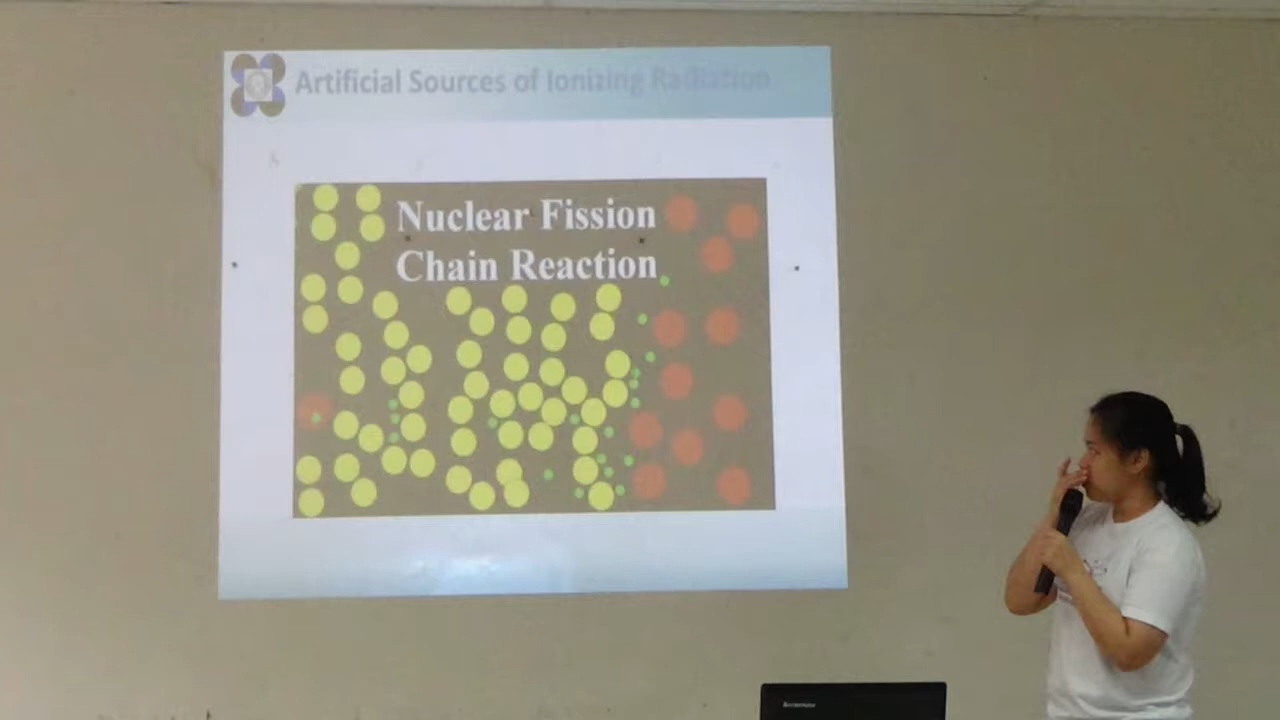 Artificial Sources of Ionizing Radiation
Nuclear Fission
Chain Reaction